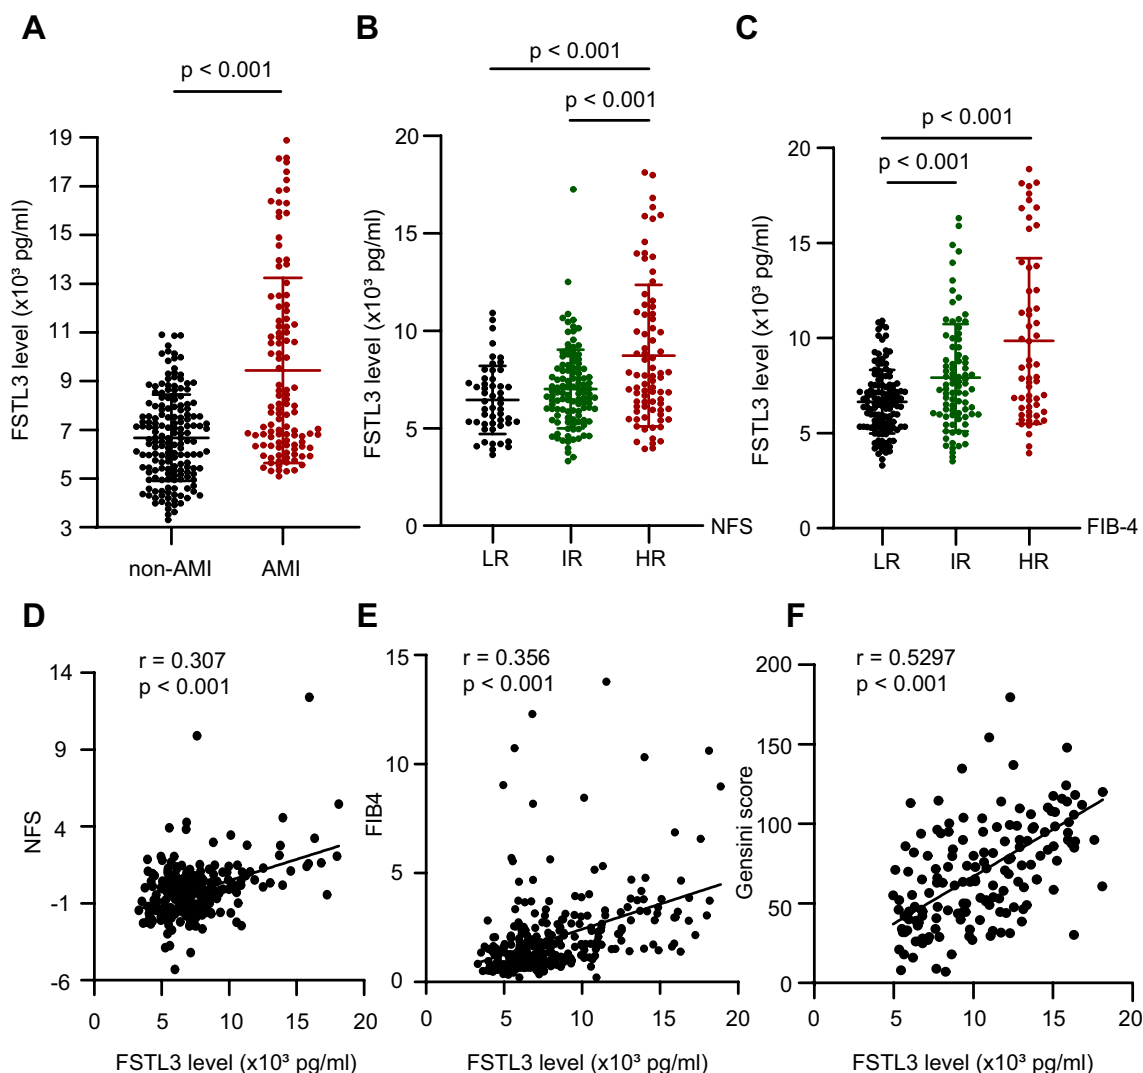 A
p < 0.001
FSTL3 level (x10³ pg/ml)
19
17
15
13
11
9
7
5
3
non-AMI AMI
B
p < 0.001
p < 0.001
FSTL3 level (x10³ pg/ml)
20
15
10
5
0
LR IR HR
NFS
C
p < 0.001
p < 0.001
FSTL3 level (x10³ pg/ml)
20
15
10
5
0
LR IR HR
FIB-4
D
r = 0.307
p < 0.001
NFS
14
9
4
-1
-6
0 5 10 15 20
FSTL3 level (x10³ pg/ml)
E
r = 0.356
p < 0.001
FIB4
15
10
5
0
0 5 10 15 20
FSTL3 level (x10³ pg/ml)
F
r = 0.5297
p < 0.001
Gensini score
200
150
100
50
0
0 5 10 15 20
FSTL3 level (x10³ pg/ml)